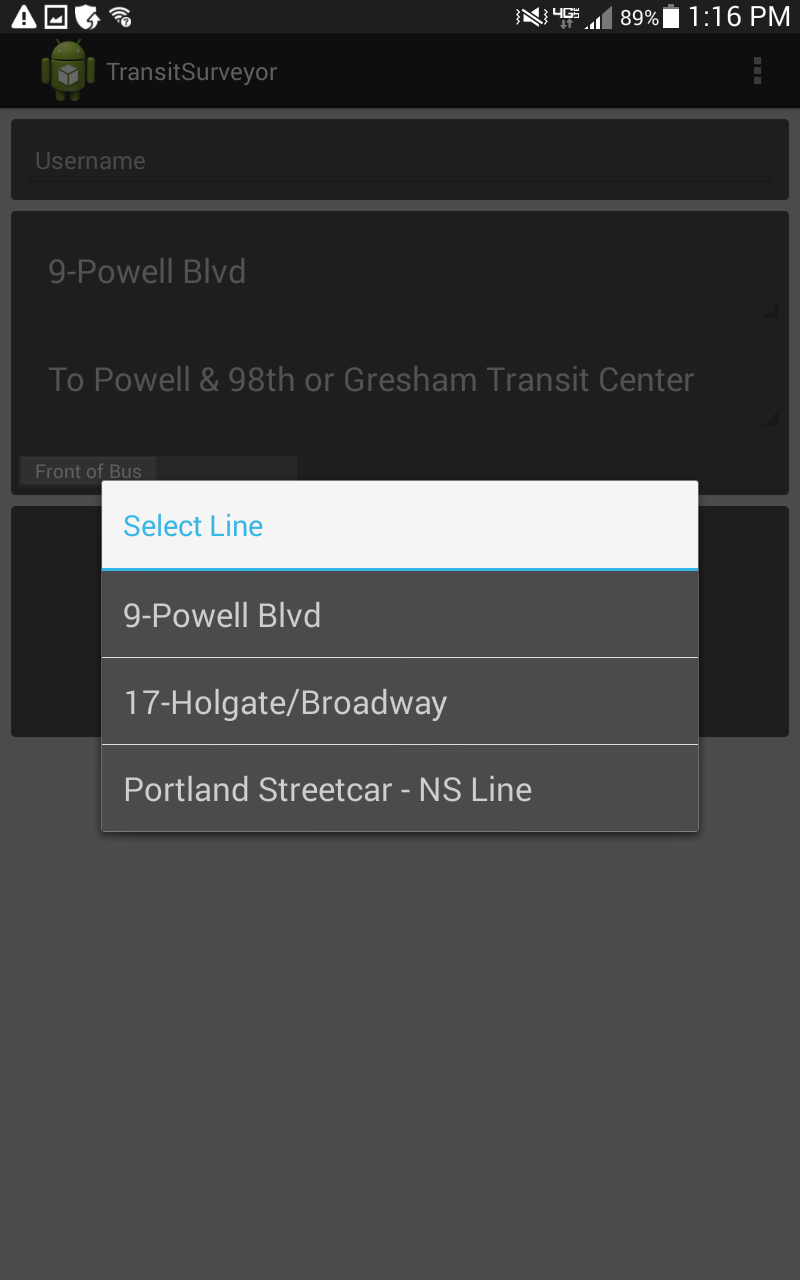 4G 89% 1:16 PM
TransitSurveyor
Username
9-Powell Blvd
To Powell & 98th or Gresham Transit Center
Front of Bus
Select Line
9-Powell Blvd
17-Holgate/Broadway
Portland Streetcar - NS Line